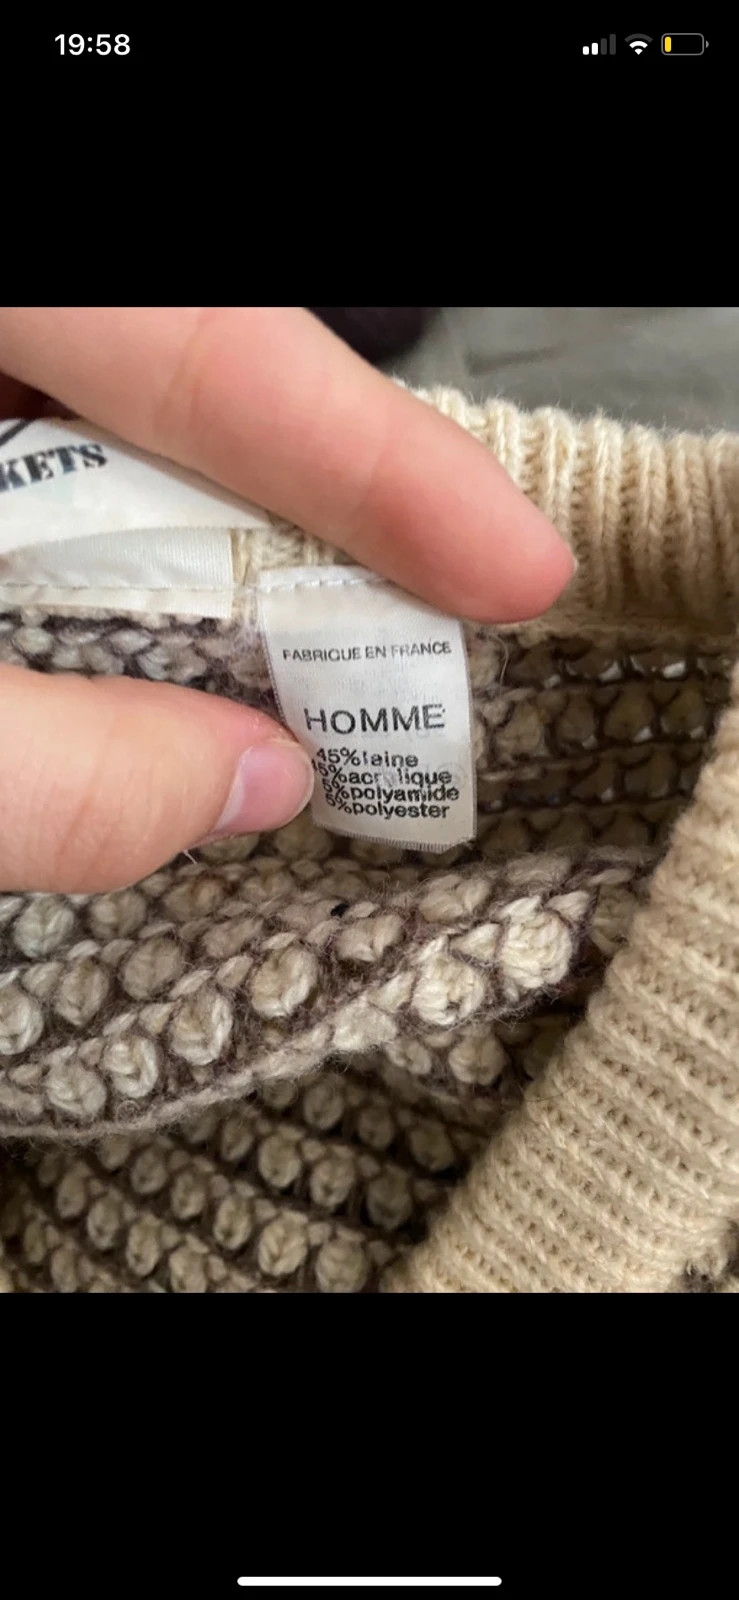 19:58
KETS
FABRIQUE EN FRANCE
HOMME
45%laine
5%acrylique
5%polyamide
5%polyester